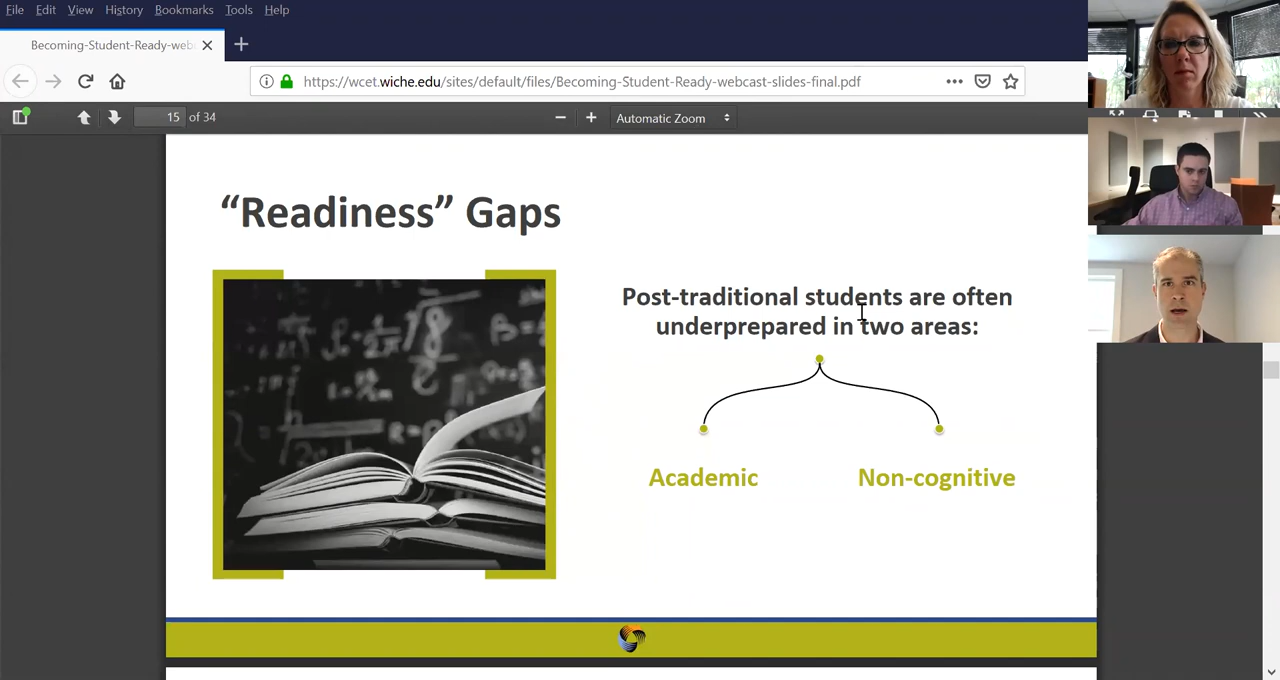 File Edit View History Bookmarks Tools Help
Becoming-Student-Ready-web
https://wcet.wiche.edu/sites/default/files/Becoming-Student-Ready-webcast-slides-final.pdf
15 of 34
Automatic Zoom
“Readiness” Gaps
Post-traditional students are often
underprepared in two areas:
Academic Non-cognitive